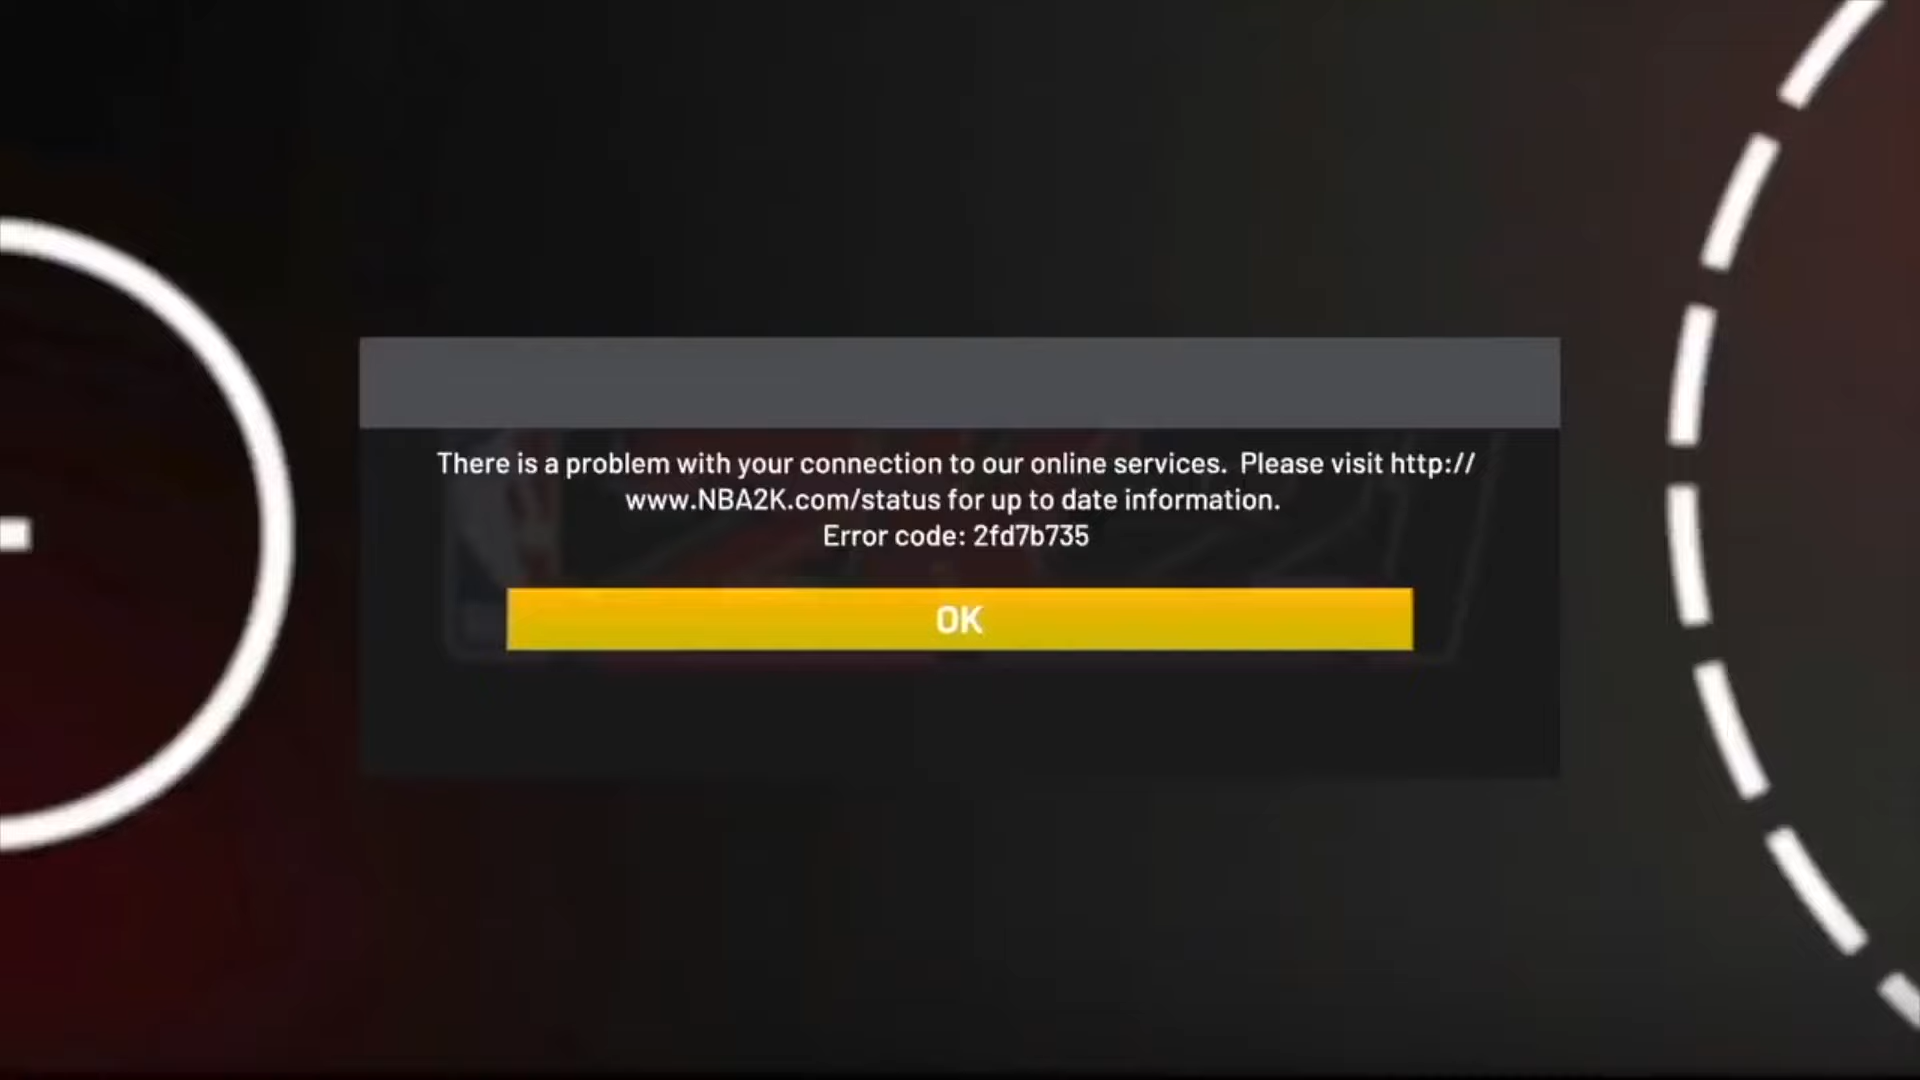 There is a problem with your connection to our online services.  Please visit http://
www.NBA2K.com/status for up to date information.
Error code: 2fd7b735
OK